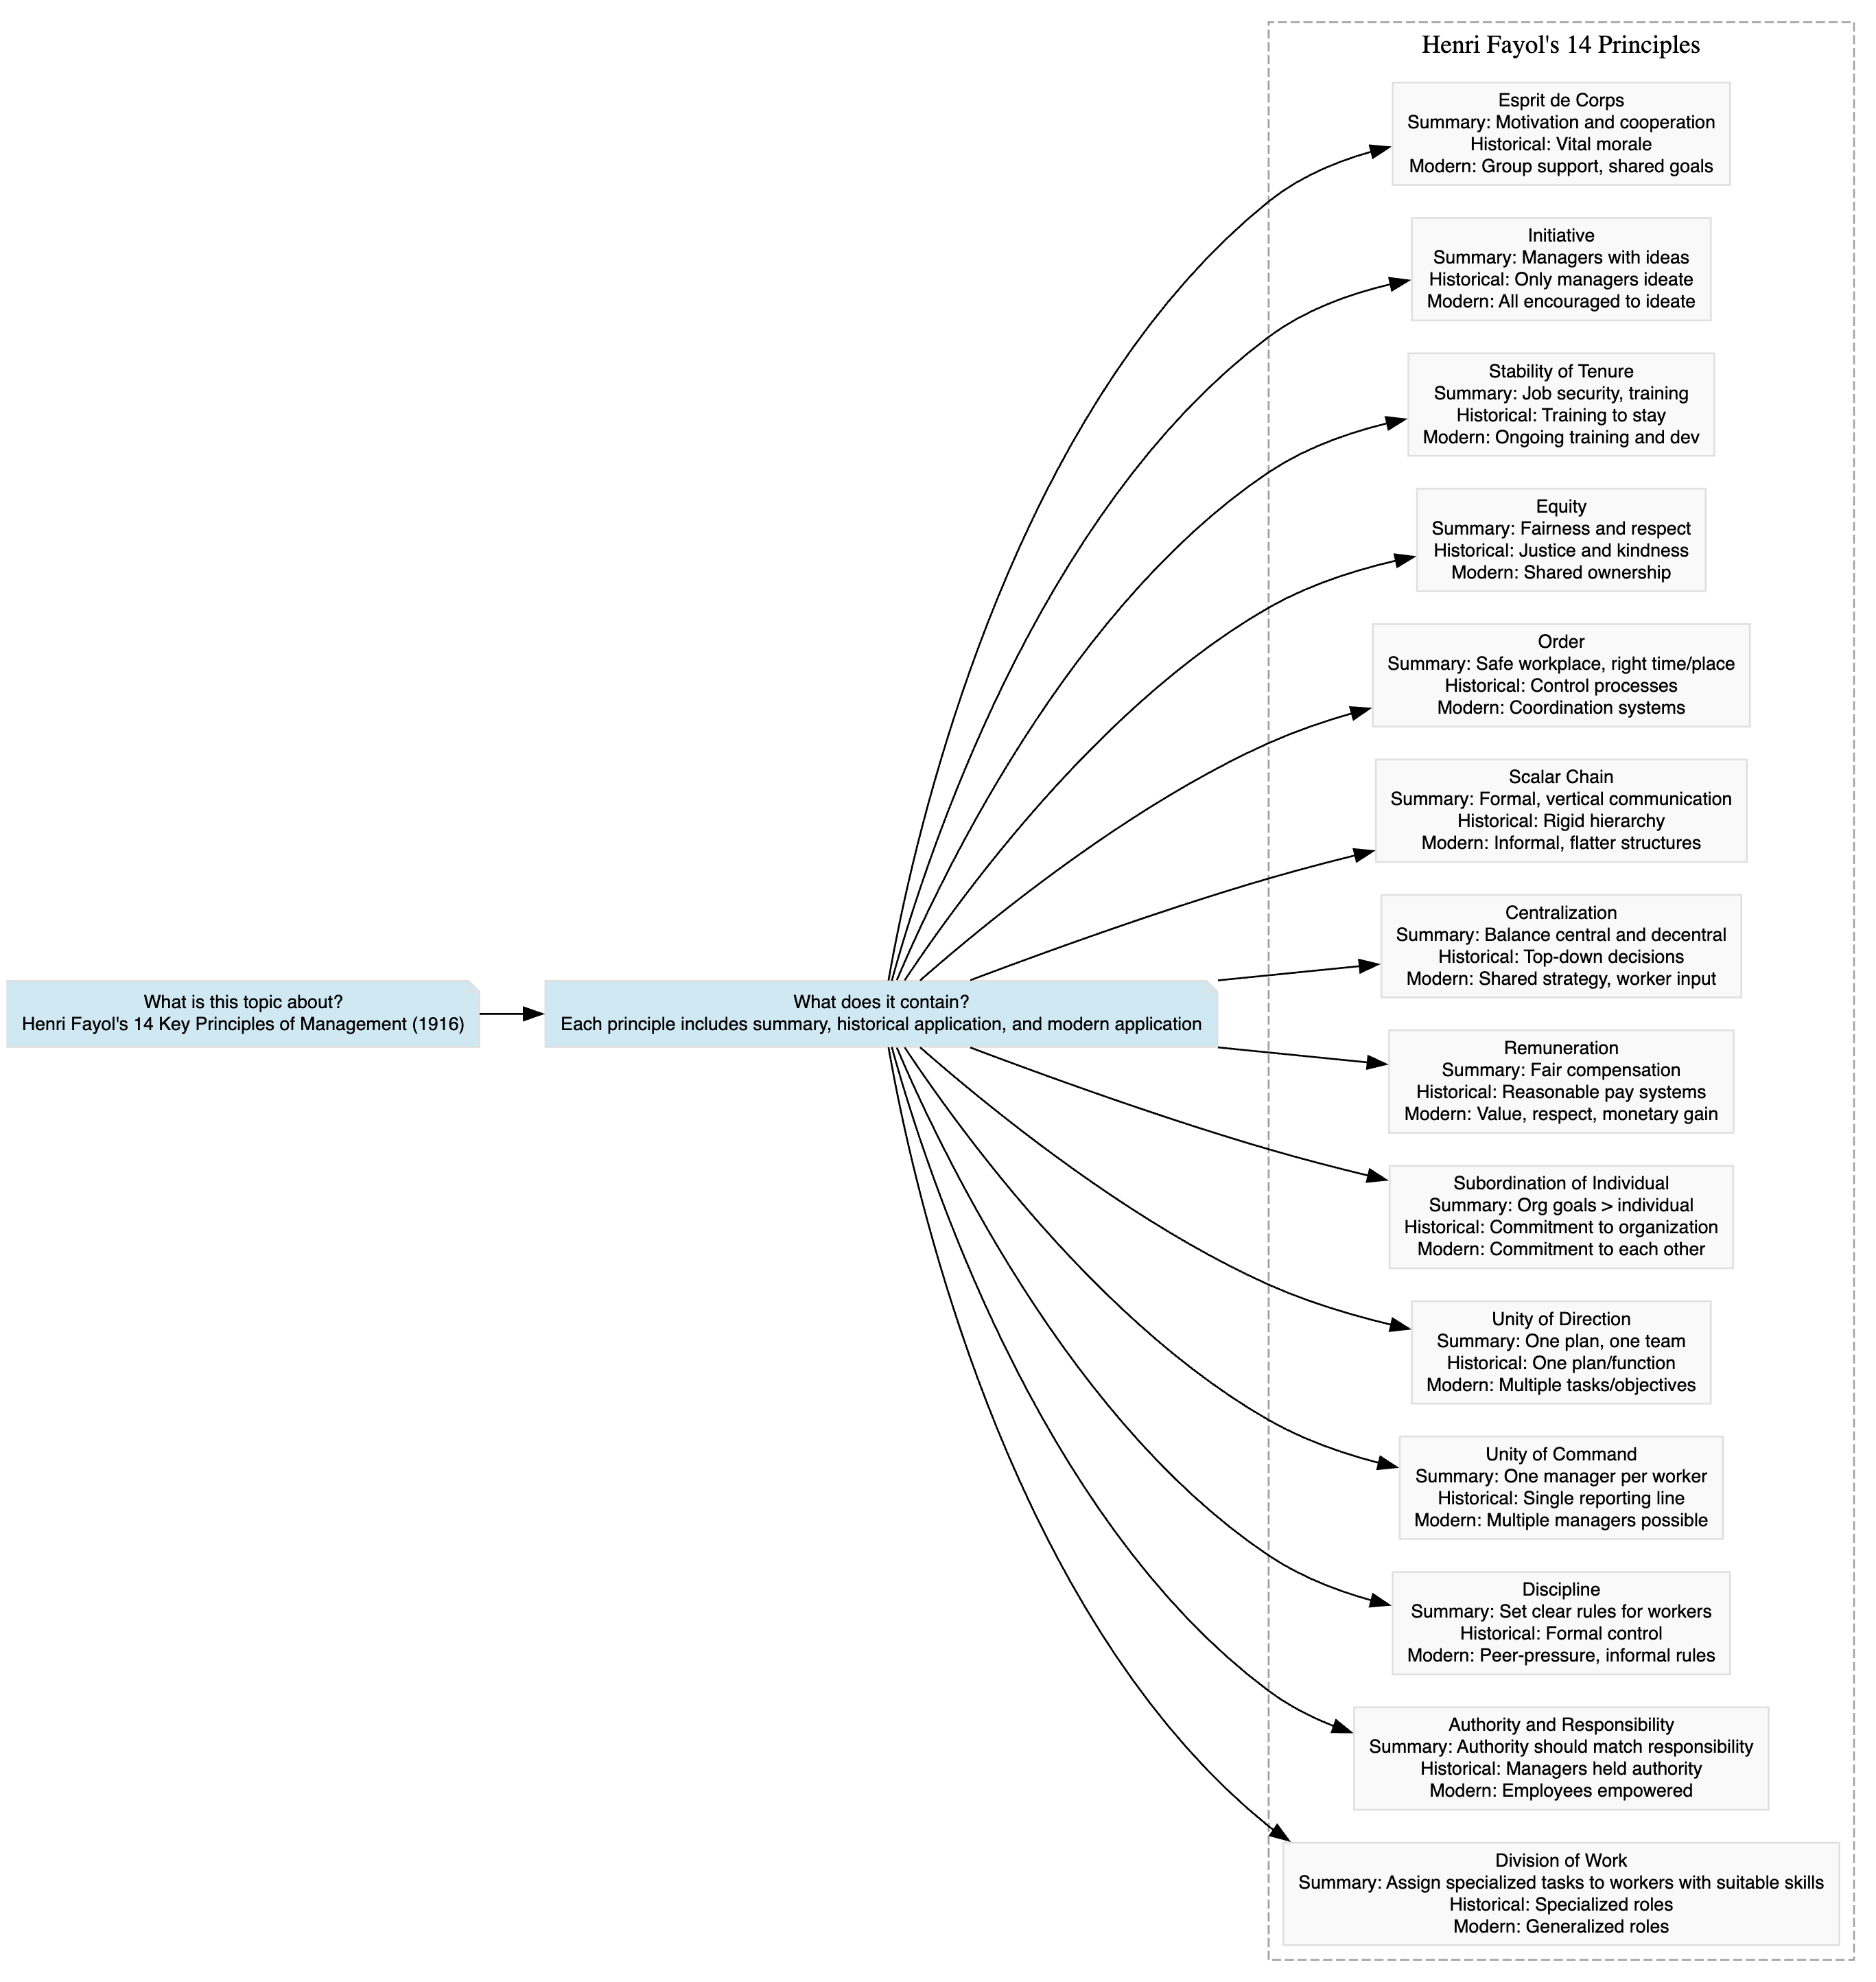 Henri Fayol's 14 Principles
Esprit de Corps
Summary: Motivation and cooperation
Historical: Vital morale
Modern: Group support, shared goals
Initiative
Summary: Managers with ideas
Historical: Only managers ideate
Modern: All encouraged to ideate
Stability of Tenure
Summary: Job security, training
Historical: Training to stay
Modern: Ongoing training and dev
Equity
Summary: Fairness and respect
Historical: Justice and kindness
Modern: Shared ownership
Order
Summary: Safe workplace, right time/place
Historical: Control processes
Modern: Coordination systems
Scalar Chain
Summary: Formal, vertical communication
Historical: Rigid hierarchy
Modern: Informal, flatter structures
Centralization
Summary: Balance central and decentral
Historical: Top-down decisions
Modern: Shared strategy, worker input
What is this topic about?
Henri Fayol's 14 Key Principles of Management (1916)
What does it contain?
Each principle includes summary, historical application, and modern application
Remuneration
Summary: Fair compensation
Historical: Reasonable pay systems
Modern: Value, respect, monetary gain
Subordination of Individual
Summary: Org goals > individual
Historical: Commitment to organization
Modern: Commitment to each other
Unity of Direction
Summary: One plan, one team
Historical: One plan/function
Modern: Multiple tasks/objectives
Unity of Command
Summary: One manager per worker
Historical: Single reporting line
Modern: Multiple managers possible
Discipline
Summary: Set clear rules for workers
Historical: Formal control
Modern: Peer-pressure, informal rules
Authority and Responsibility
Summary: Authority should match responsibility
Historical: Managers held authority
Modern: Employees empowered
Division of Work
Summary: Assign specialized tasks to workers with suitable skills
Historical: Specialized roles
Modern: Generalized roles